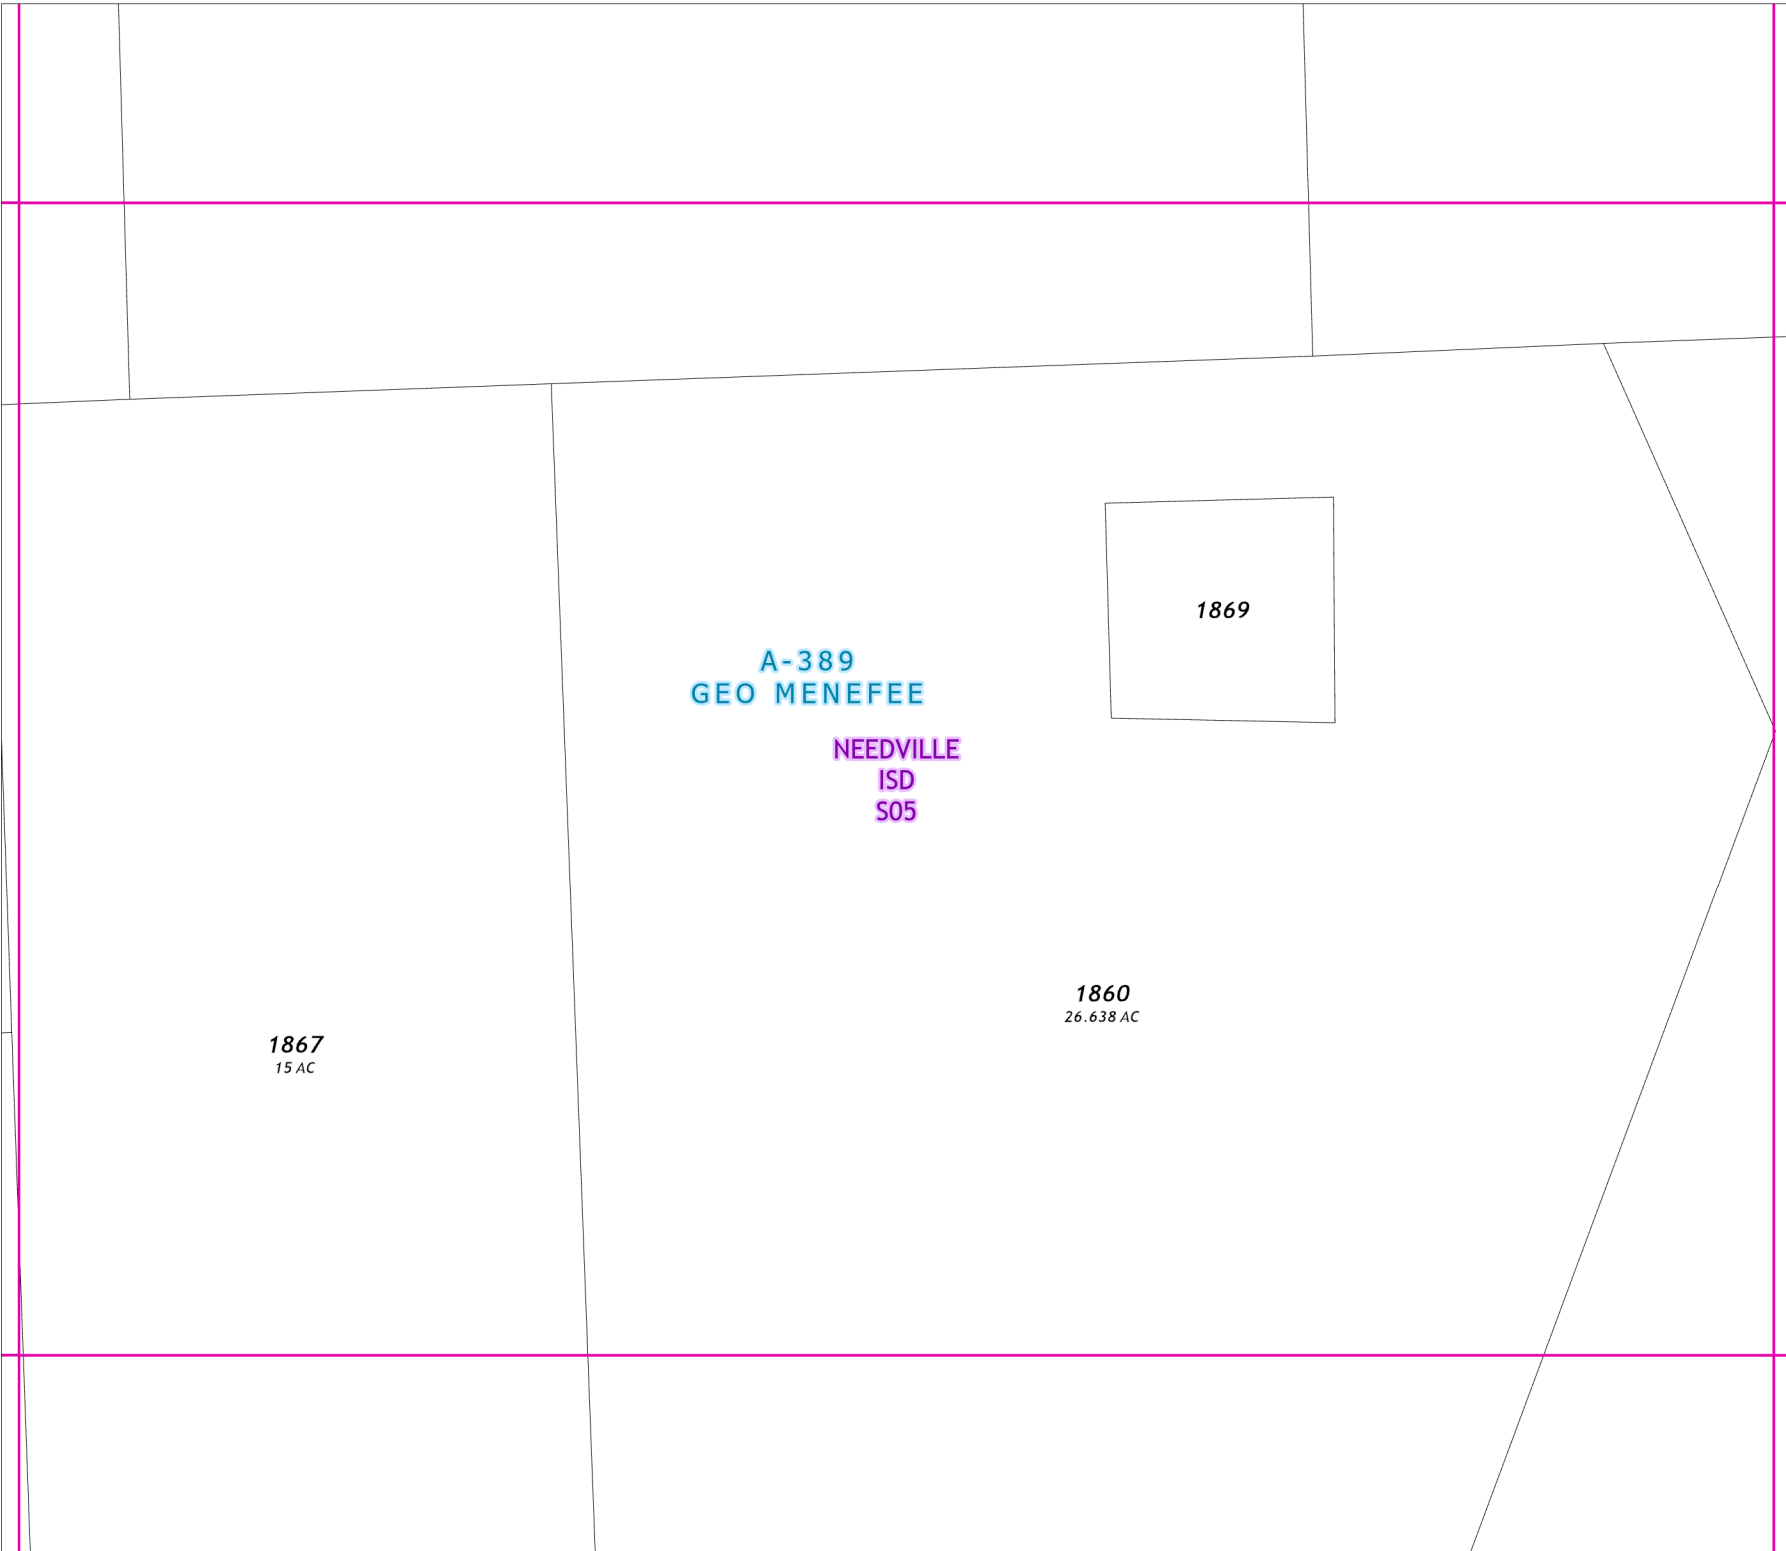 1869
A-389
GEO MENEFEE
NEEDVILLE
ISD
S05
1860
26.638 AC
1867
15 AC